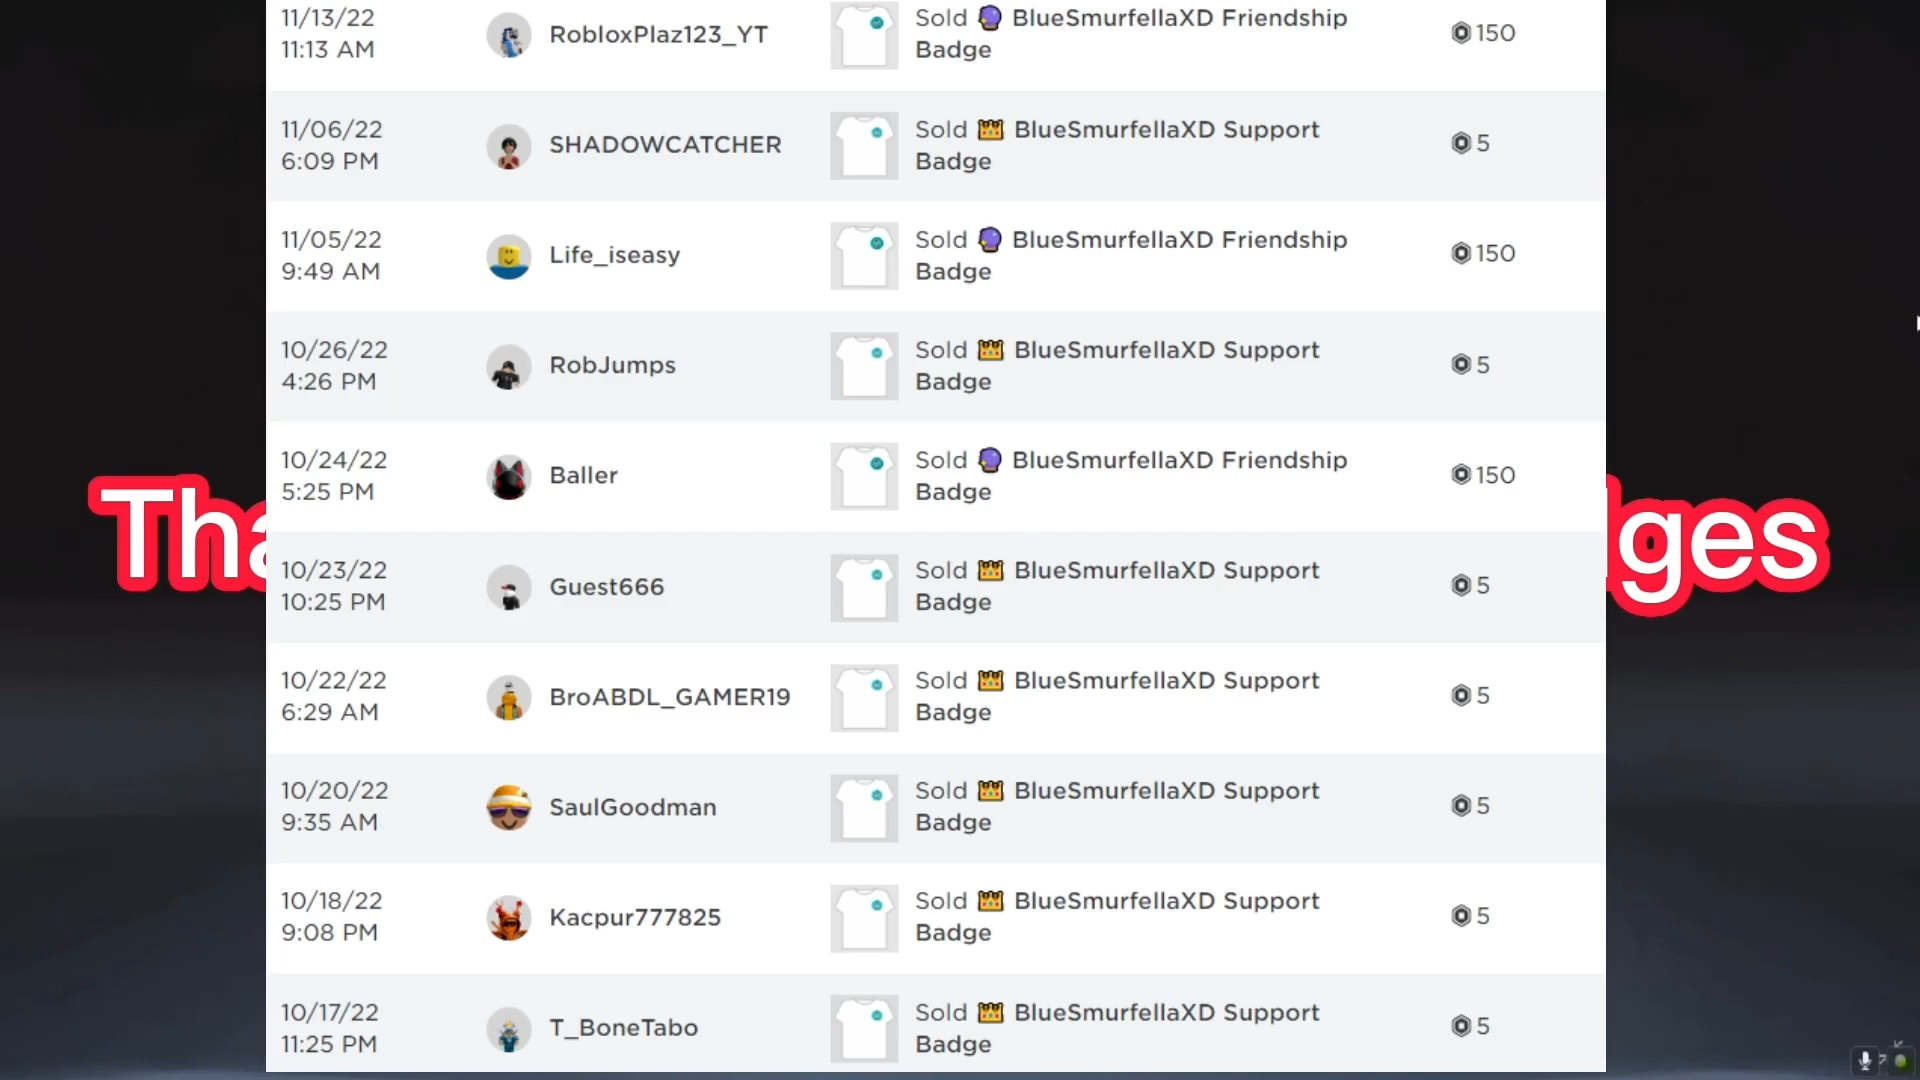 11/13/22
11:13 AM
RobloxPlaz123_YT
Sold 🔮 BlueSmurfellaXD Friendship
Badge
150
11/06/22
6:09 PM
SHADOWCATCHER
Sold 👑 BlueSmurfellaXD Support
Badge
5
11/05/22
9:49 AM
Life_iseasy
Sold 🔮 BlueSmurfellaXD Friendship
Badge
150
10/26/22
4:26 PM
RobJumps
Sold 👑 BlueSmurfellaXD Support
Badge
5
10/24/22
5:25 PM
Baller
Sold 🔮 BlueSmurfellaXD Friendship
Badge
150
Tha
dges
10/23/22
10:25 PM
Guest666
Sold 👑 BlueSmurfellaXD Support
Badge
5
10/22/22
6:29 AM
BroABDL_GAMER19
Sold 👑 BlueSmurfellaXD Support
Badge
5
10/20/22
9:35 AM
SaulGoodman
Sold 👑 BlueSmurfellaXD Support
Badge
5
10/18/22
9:08 PM
Kacpur777825
Sold 👑 BlueSmurfellaXD Support
Badge
5
10/17/22
11:25 PM
T_BoneTabo
Sold 👑 BlueSmurfellaXD Support
Badge
5